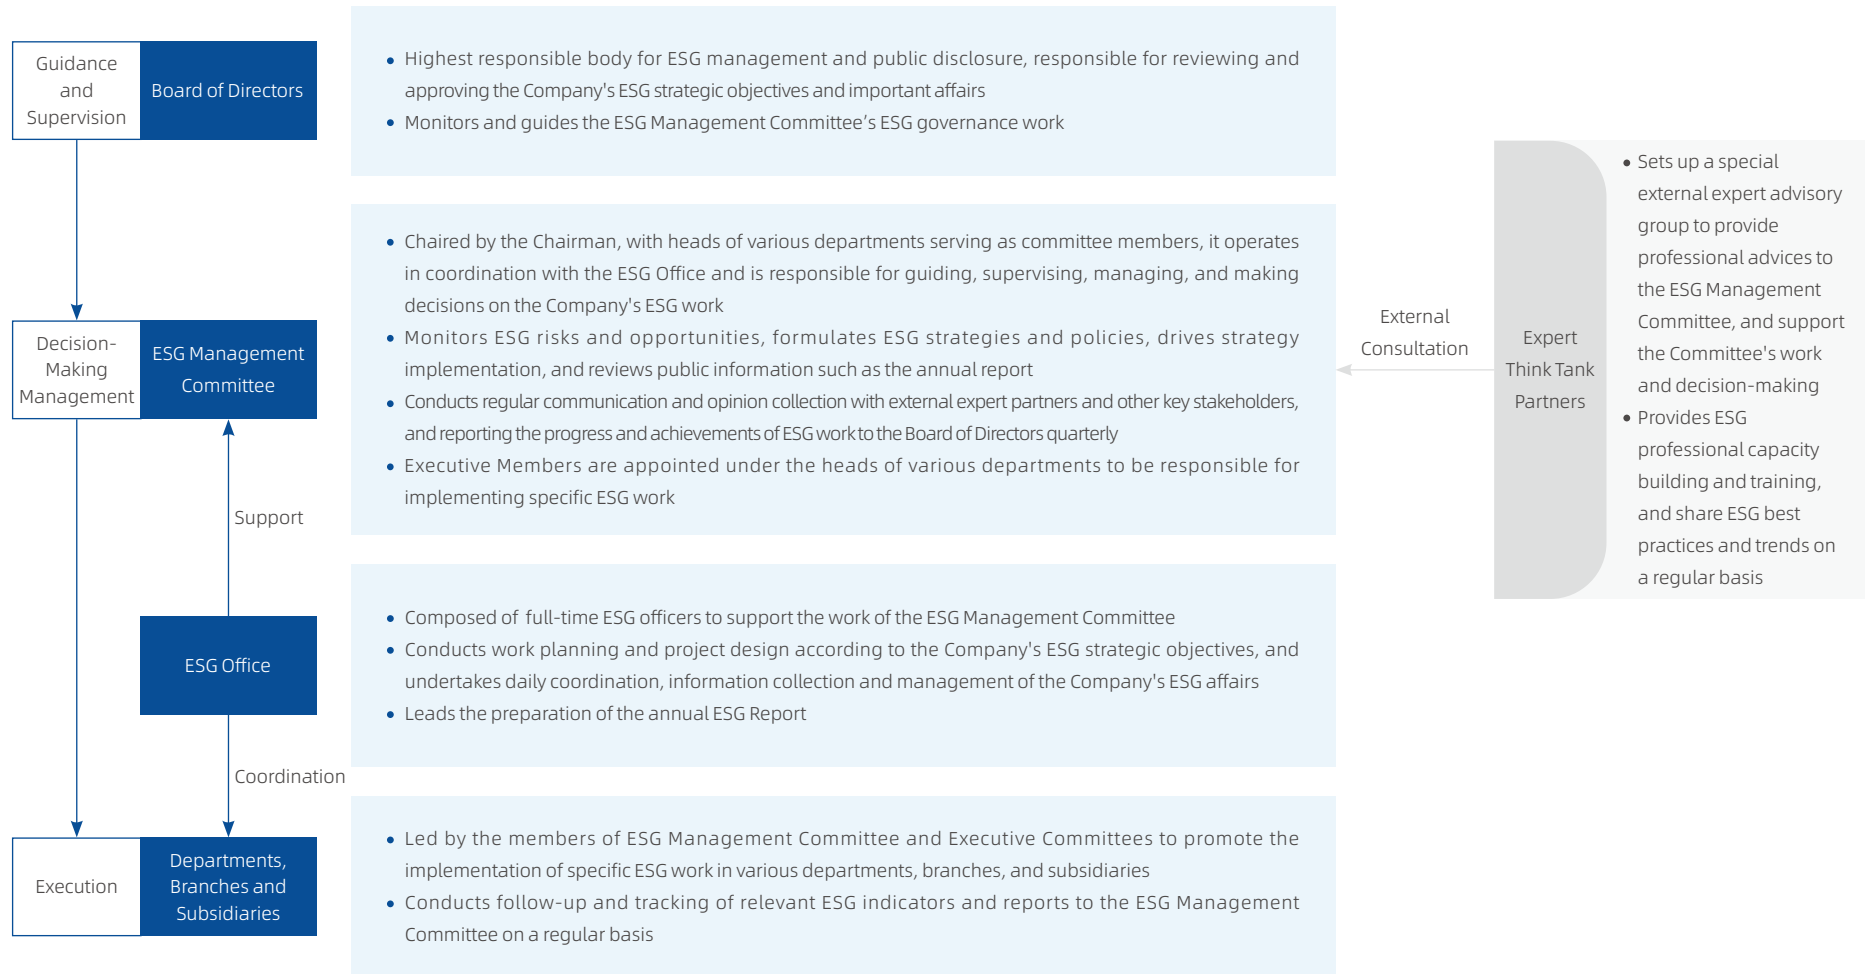 Guidance
and
Supervision
Board of Directors
Highest responsible body for ESG management and public disclosure, responsible for reviewing and
approving the Company's ESG strategic objectives and important affairs
Monitors and guides the ESG Management Committee’s ESG governance work
Decision-
Making
Management
ESG Management
Committee
Chaired by the Chairman, with heads of various departments serving as committee members, it operates
in coordination with the ESG Office and is responsible for guiding, supervising, managing, and making
decisions on the Company's ESG work
Monitors ESG risks and opportunities, formulates ESG strategies and policies, drives strategy
implementation, and reviews public information such as the annual report
Conducts regular communication and opinion collection with external expert partners and other key stakeholders,
and reporting the progress and achievements of ESG work to the Board of Directors quarterly
Executive Members are appointed under the heads of various departments to be responsible for
implementing specific ESG work
External
Consultation
Expert
Think Tank
Partners
Sets up a special
external expert advisory
group to provide
professional advices to
the ESG Management
Committee, and support
the Committee's work
and decision-making
Provides ESG
professional capacity
building and training,
and share ESG best
practices and trends on
a regular basis
Support
ESG Office
Composed of full-time ESG officers to support the work of the ESG Management Committee
Conducts work planning and project design according to the Company's ESG strategic objectives, and
undertakes daily coordination, information collection and management of the Company's ESG affairs
Leads the preparation of the annual ESG Report
Coordination
Execution
Departments,
Branches and
Subsidiaries
Led by the members of ESG Management Committee and Executive Committees to promote the
implementation of specific ESG work in various departments, branches, and subsidiaries
Conducts follow-up and tracking of relevant ESG indicators and reports to the ESG Management
Committee on a regular basis